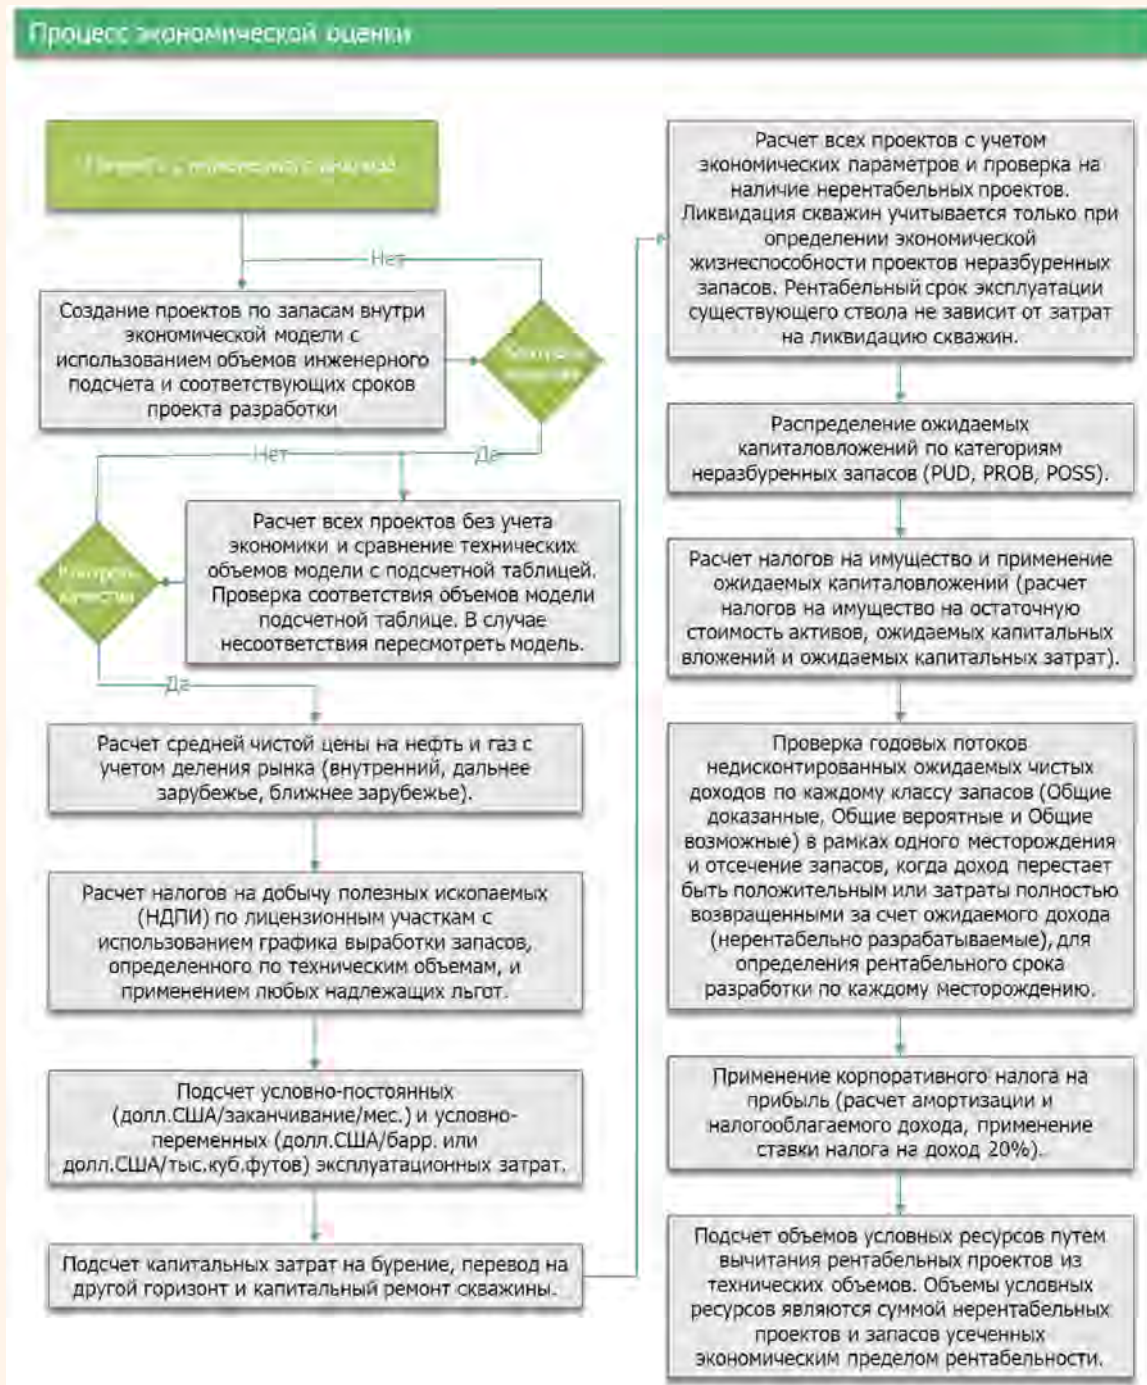 Процесс экономической оценки
Нет
Создание проектов по запасам внутри
экономической модели с
использованием объемов инженерного
подсчета и соответствующих сроков
проекта разработки
Контроль
качества
Нет
Да
Расчет всех проектов без учета
экономики и сравнение технических
объемов модели с подсчетной таблицей.
Проверка соответствия объемов модели
подсчетной таблице. В случае
несоответствия пересмотреть модель.
Контроль
качества
Да
Расчет средней чистой цены на нефть и газ с
учетом деления рынка (внутренний, дальнее
зарубежье, ближнее зарубежье).
Расчет налогов на добычу полезных ископаемых
(НДПИ) по лицензионным участкам с
использованием графика выработки запасов,
определенного по техническим объемам, и
применением любых надлежащих льгот.
Подсчет условно-постоянных
(долл.США/заканчивание/мес.) и условно-
переменных (долл.США/барр. или
долл.США/тыс.куб.футов) эксплуатационных затрат.
Подсчет капитальных затрат на бурение, перевод на
другой горизонт и капитальный ремонт скважины.
Расчет всех проектов с учетом
экономических параметров и проверка на
наличие нерентабельных проектов.
Ликвидация скважин учитывается только при
определении экономической
жизнеспособности проектов неразбуренных
запасов. Рентабельный срок эксплуатации
существующего ствола не зависит от затрат
на ликвидацию скважин.
Распределение ожидаемых
капиталовложений по категориям
неразбуренных запасов (PUD, PROB, POSS).
Расчет налогов на имущество и применение
ожидаемых капиталовложений (расчет
налогов на имущество на остаточную
стоимость активов, ожидаемых капитальных
вложений и ожидаемых капитальных затрат).
Проверка годовых потоков
недисконтированных ожидаемых чистых
доходов по каждому классу запасов (Общие
доказанные, Общие вероятные и Общие
возможные) в рамках одного месторождения
и отсечение запасов, когда доход перестает
быть положительным или затраты полностью
возвращенными за счет ожидаемого дохода
(нерентабельно разрабатываемые), для
определения рентабельного срока
разработки по каждому месторождению.
Применение корпоративного налога на
прибыль (расчет амортизации и
налогооблагаемого дохода, применение
ставки налога на доход 20%).
Подсчет объемов условных ресурсов путем
вычитания рентабельных проектов из
технических объемов. Объемы условных
ресурсов являются суммой нерентабельных
проектов и запасов усеченных
экономическим пределом рентабельности.